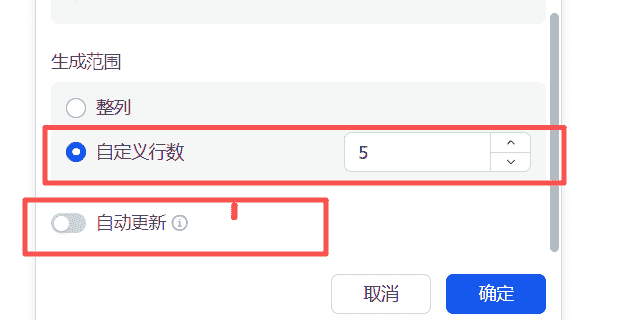 生成范围
整列
自定义行数 5
自动更新
取消 确定